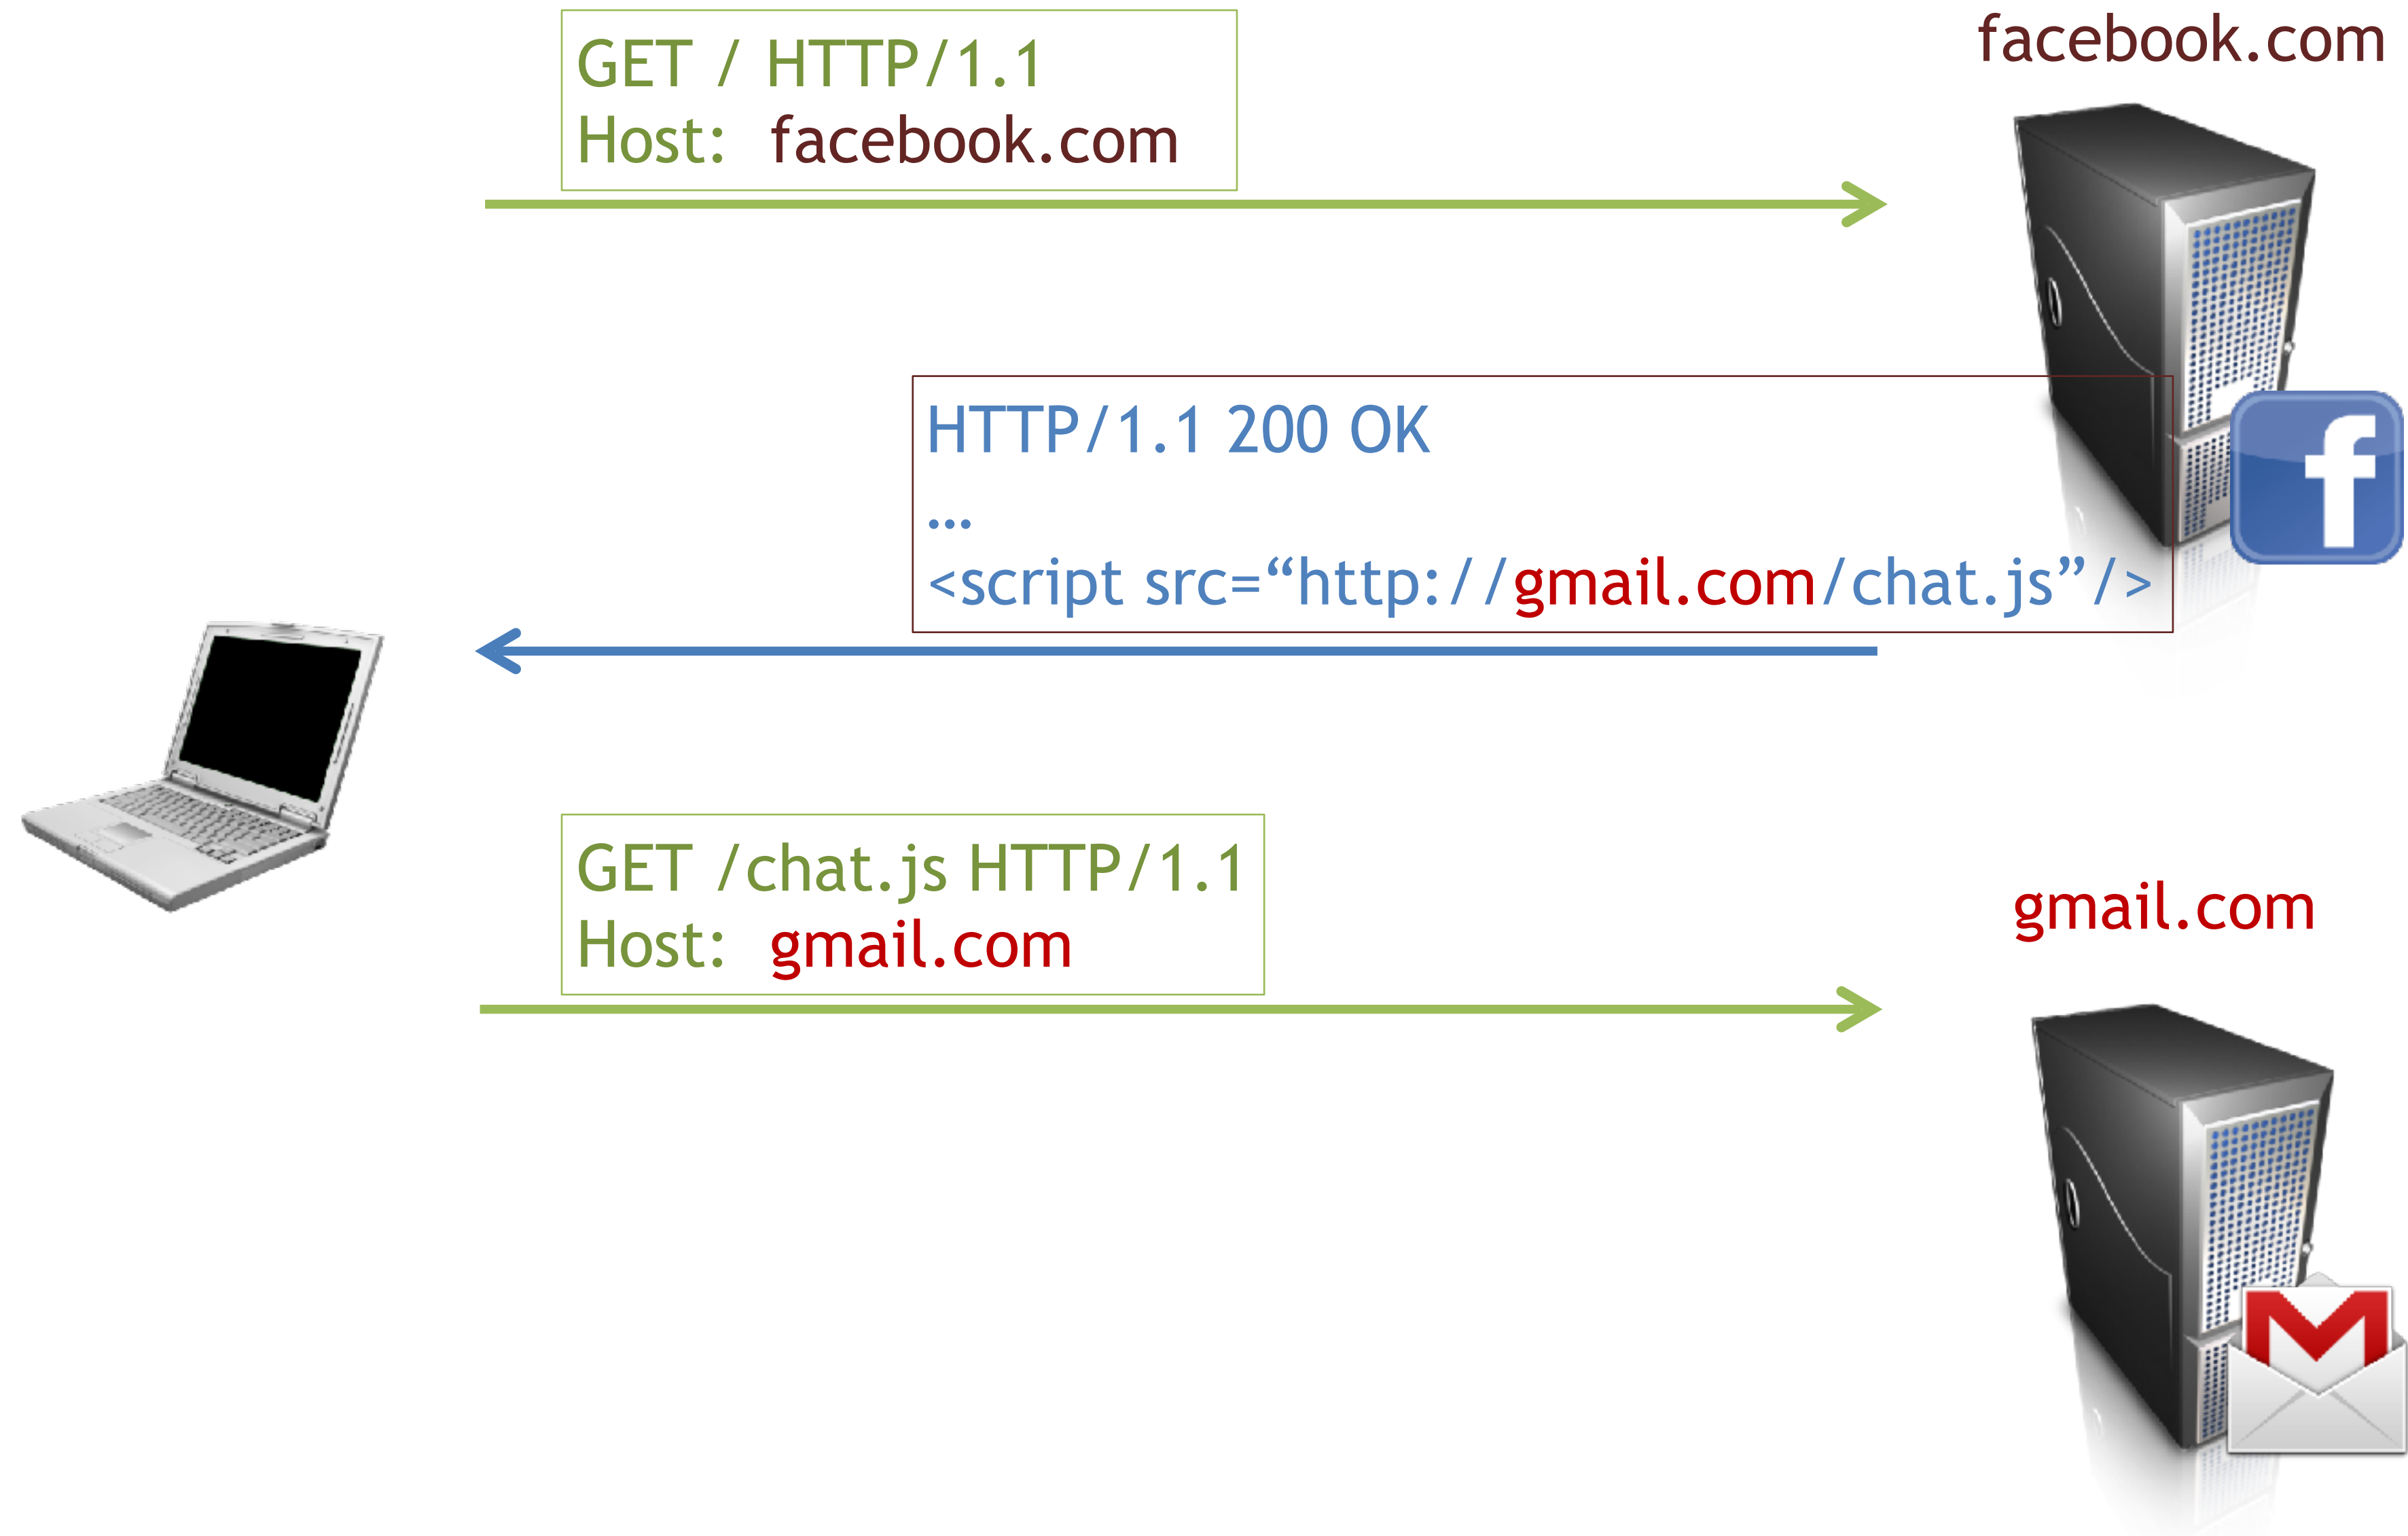 facebook.com
GET / HTTP/1.1
Host: facebook.com
HTTP/1.1 200 OK
…
<script src=“http://gmail.com/chat.js”/>
GET /chat.js HTTP/1.1
Host: gmail.com
gmail.com